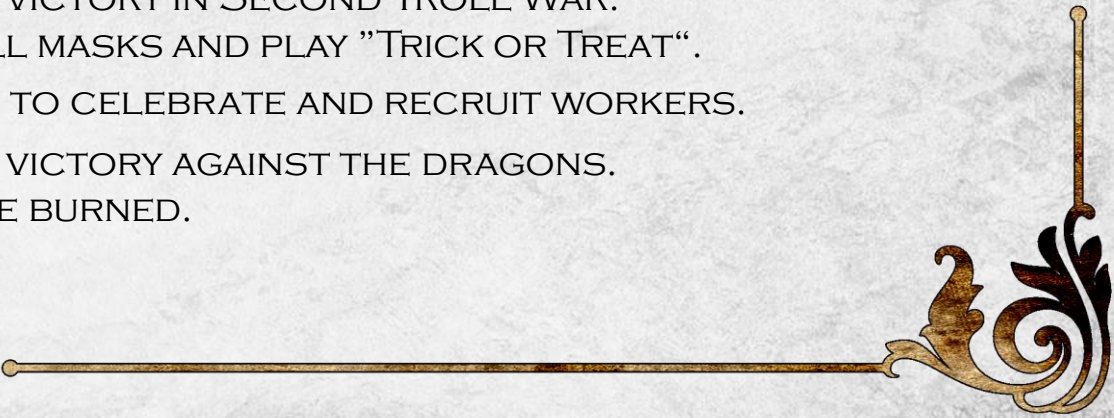 VICTORY IN SECOND TROLL WAR.
LL MASKS AND PLAY ”TRICK OR TREAT“.
TO CELEBRATE AND RECRUIT WORKERS.
VICTORY AGAINST THE DRAGONS.
E BURNED.